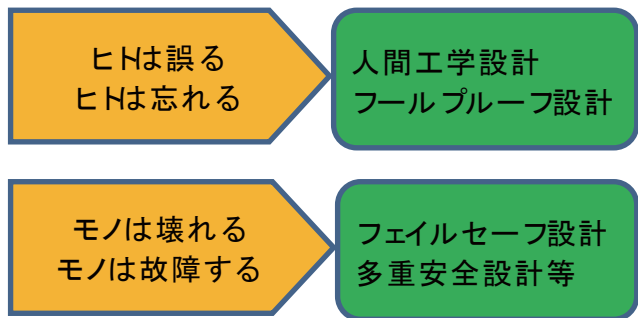 ヒトは誤る
ヒトは忘れる
人間工学設計
フールプルーフ設計
モノは壊れる
モノは故障する
フェイルセーフ設計
多重安全設計等